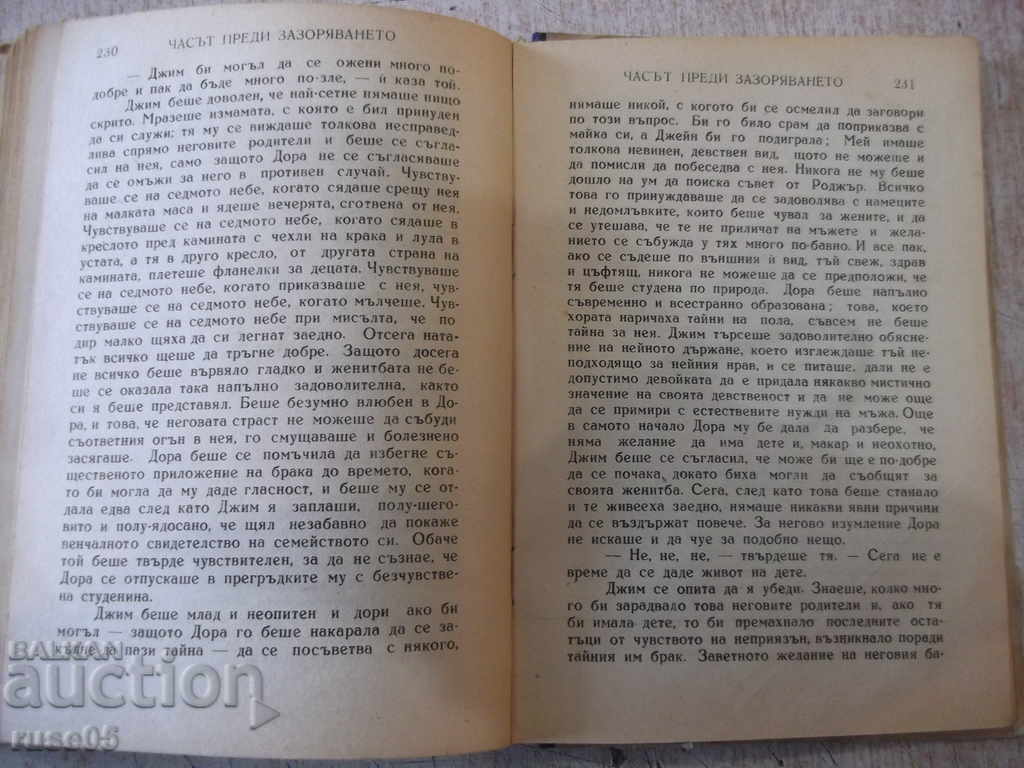 230
ЧАСЪТ ПРЕДИ ЗАЗОРЯВАНЕТО
— Джим би могъл да се ожени много по-
добре и пак да бъде много по-зле, — ѝ каза той.
Джим беше доволен, че най-сетне нямаше нищо
скрито. Мразеше измамата, с която е бил принуден
да си служи; тя му се виждаше толкова несправед-
лива спрямо неговите родители и беше се съгла-
сил на нея, само защото Дора не се съгласяваше
да се омъжи за него в противен случай. Чувству-
ваше се на седмото небе, когато сядаше срещу нея
на малката маса и ядеше вечерята, сготвена от нея.
Чувствуваше се на седмото небе, когато сядаше в
креслото пред камината с чехли на крака и лула в
устата, а тя в друго кресло, от другата страна на
камината, плетеше фланелки за децата. Чувствуваше
се на седмото небе, когато приказваше с нея, чув-
ствуваше се на седмото небе, когато мълчеше. Чув-
ствуваше се на седмото небе при мисълта, че по-
дир малко щяха да си легнат заедно. Отсега ната-
тък всичко щеше да тръгне добре. Защото досега
не всичко беше вървяло гладко и женитбата не бе-
ше се оказала така напълно задоволителна, както
си я беше представял. Беше безумно влюбен в До-
ра, и това, че неговата страст не можеше да събуди
съответния огън в нея, го смущаваше и болезнено
засягаше. Дора беше се помъчила да избегне съ-
щественото приложение на брака до времето, кога-
то би могла да му даде гласност, и беше му се от-
дала едва след като Джим я заплаши, полу-шего-
вито и полу-ядосано, че щял незабавно да покаже
венчалното свидетелство на семейството си. Обаче
той беше твърде чувствителен, за да не съзнае, че
Дора се отпускаше в прегръдките му с безчувстве-
на студенина.
Джим беше млад и неопитен и дори ако би
могъл — защото Дора го беше накарала да се за-
кълне да пази тайна — да се посъветва с някого,
ЧАСЪТ ПРЕДИ ЗАЗОРЯВАНЕТО
231
нямаше никой, с когото би се осмелил да заговори
по този въпрос. Би го било срам да поприказва с
майка си, а Джейн би го подиграла; Мей имаше
толкова невинен, девствен вид, щото не можеше и
да помисли да побеседва с нея. Никога не му беше
дошло на ум да поиска съвет от Роджър. Всичко
това го принуждаваше да се задоволява с намеците
и недомлъвките, които беше чувал за жените, и да
се утешава, че те не приличат на мъжете и жела-
нието се събужда у тях много по-бавно. И все пак,
ако се съдеше по външния ѝ вид, тъй свеж, здрав
и цъфтящ, никога не можеше да се предположи, че
тя беше студена по природа. Дора беше напълно
съвременно и всестранно образована; това, което
хората наричаха тайни на пола, съвсем не беше
тайна за нея. Джим търсеше задоволително обясне-
ние на нейното държане, което изглеждаше тъй не-
подходящо за нейния нрав, и се питаше, дали не е
допустимо девойката да е придала някакво мистично
значение на своята девственост и да не може още
да се примири с естествените нужди на мъжа. Още
в самото начало Дора му бе дала да разбере, че
няма желание да има дете и, макар и неохотно,
Джим беше се съгласил, че може би ще е по-добре
да се почака, докато биха могли да съобщят за
своята женитба. Сега, след като това беше станало
и те живееха заедно, нямаше никакви явни причини
да се въздържат повече. За негово изумление Дора
не искаше и да чуе за подобно нещо.
— Не, не, не, — твърдеше тя. — Сега не е
време да се даде живот на дете.
Джим се опита да я убеди. Знаеше, колко мно-
го би зарадвало това неговите родители и, ако тя
би имала дете, то би премахнало последните оста-
тъци от чувството на неприязън, възникнало поради
тайния им брак. Заветното желание на неговия ба-
BALKAN
auction
ruse05